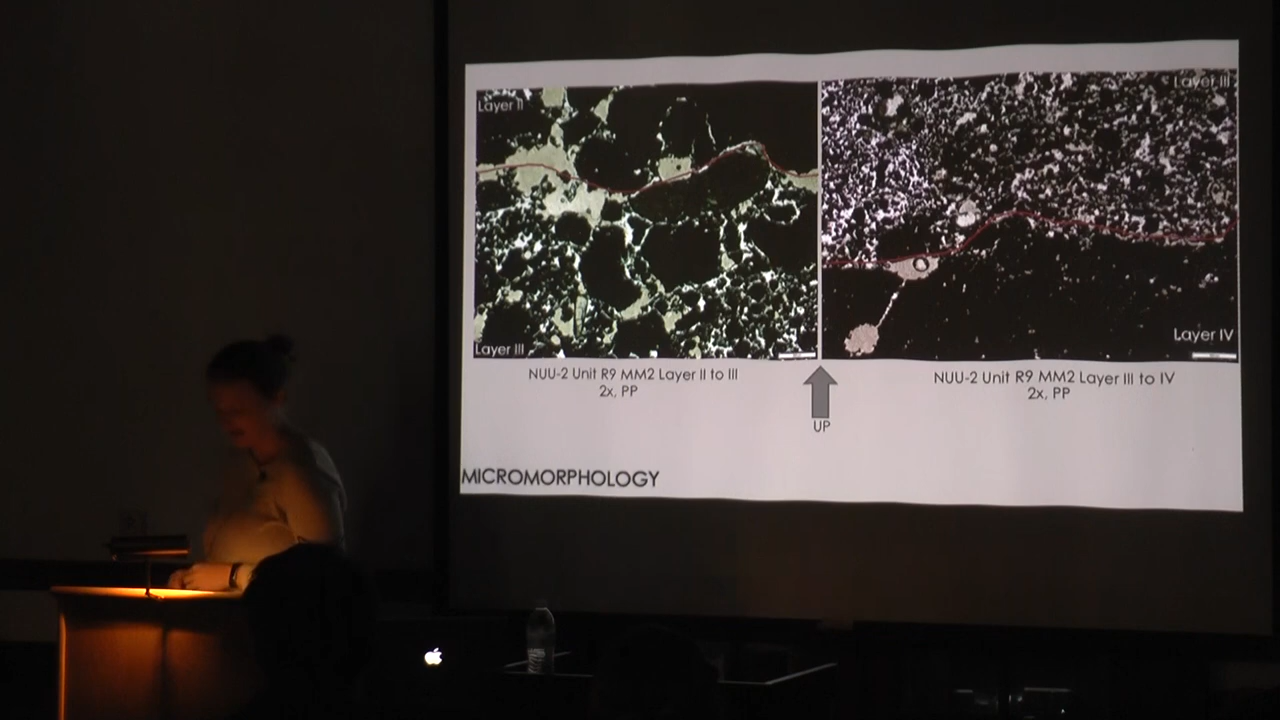 Layer II
Layer III
Layer III
Layer IV
NUU-2 Unit R9 MM2 Layer II to III
2x, PP
NUU-2 Unit R9 MM2 Layer III to IV
2x, PP
UP
MICROMORPHOLOGY